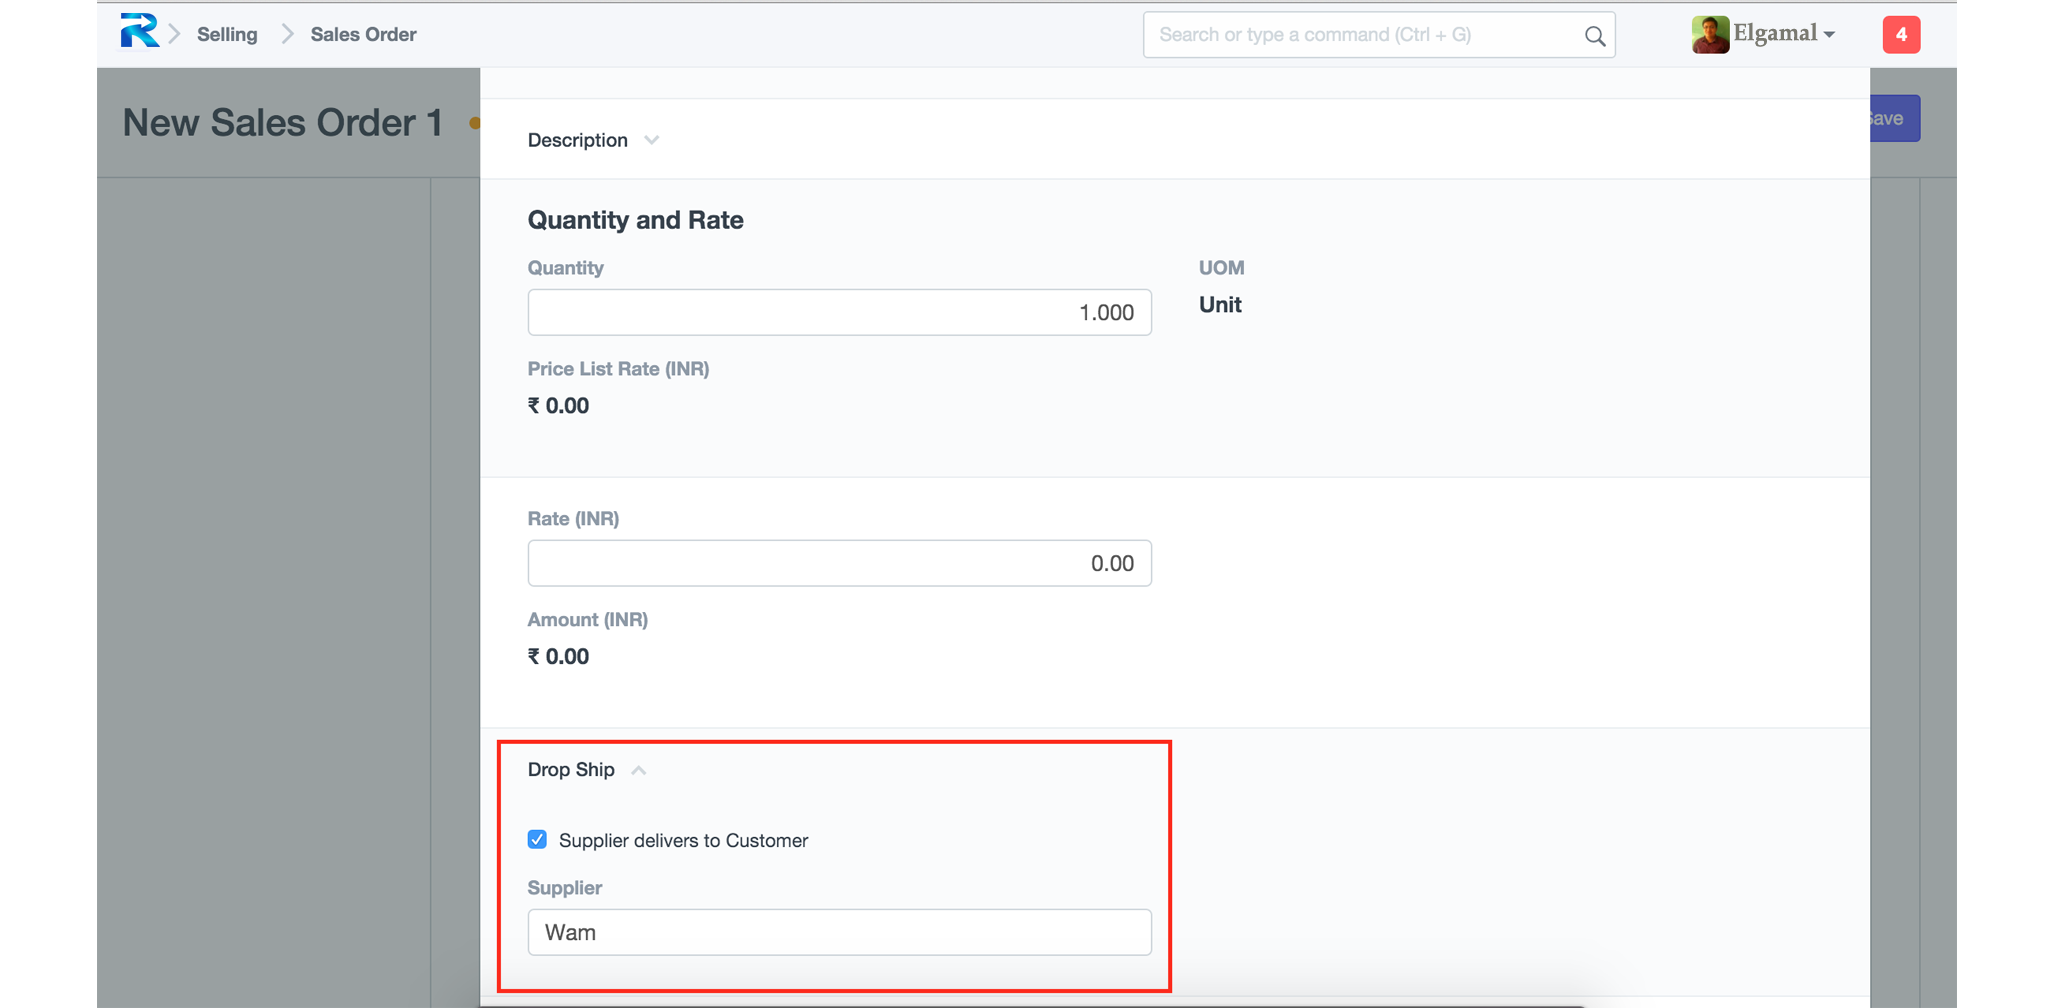 Selling
Sales Order
Search or type a command (Ctrl + G)
Elgamal
4
New Sales Order 1
Save
Description
Quantity and Rate
Quantity
UOM
1.000
Unit
Price List Rate (INR)
₹ 0.00
Rate (INR)
0.00
Amount (INR)
₹ 0.00
Drop Ship
Supplier delivers to Customer
Supplier
Wam